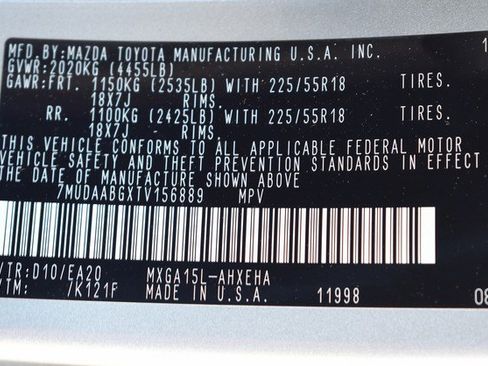 MFD.BY:MAZDA TOYOTA MANUFACTURING U.S.A. INC.
GVWR:2020KG (4455LB)
GAWR:FRT. 1150KG (2535LB) WITH 225/55R18 TIRES.
18X7J RIMS.
RR. 1100KG (2425LB) WITH 225/55R18 TIRES.
18X7J RIMS.
THIS VEHICLE CONFORMS TO ALL APPLICABLE FEDERAL MOTOR
VEHICLE SAFETY AND THEFT PREVENTION STANDARDS IN EFFECT
THE DATE OF MANUFACTURE SHOWN ABOVE
7MUDAABGXTV156889 MPV
/TR:D10/EA20 MXGA15L-AHXEHA
/TM: 7K121F MADE IN U.S.A. 11998 08